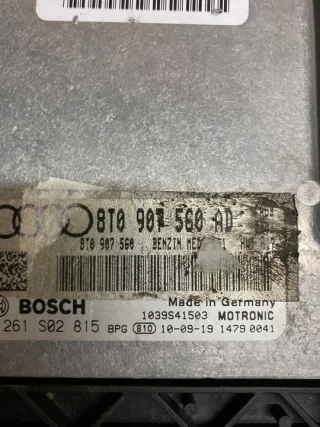 8T0 907 560 AD
8T0 907 560 BENZIN
BOSCH
Made in Germany
1039S41503 MOTRONIC
261 S02 815 BPG 810 10-09-19 1479 0041